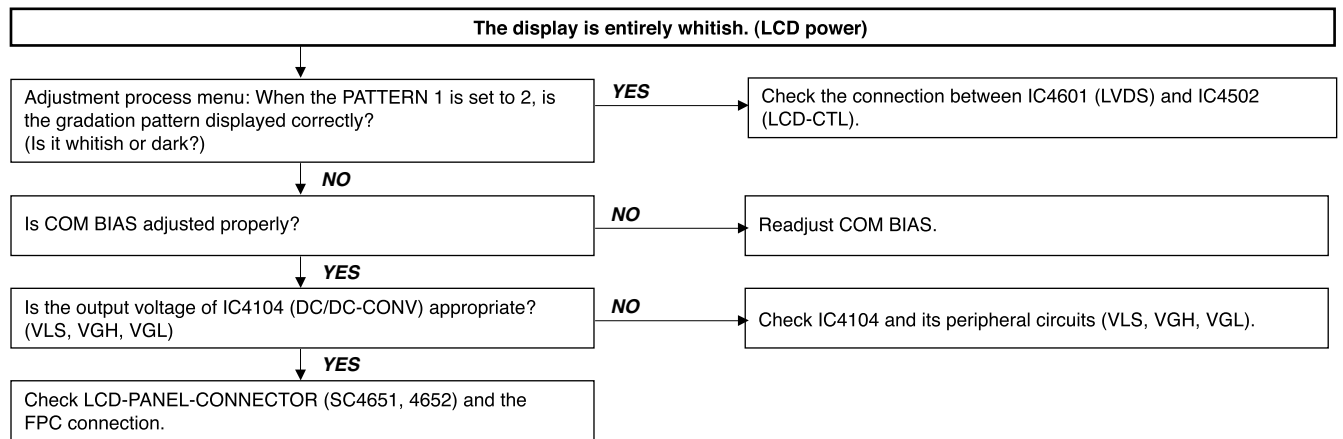 The display is entirely whitish. (LCD power)
Adjustment process menu: When the PATTERN 1 is set to 2, is
the gradation pattern displayed correctly?
(Is it whitish or dark?)
YES
Check the connection between IC4601 (LVDS) and IC4502
(LCD-CTL).
NO
Is COM BIAS adjusted properly?
NO
Readjust COM BIAS.
YES
Is the output voltage of IC4104 (DC/DC-CONV) appropriate?
(VLS, VGH, VGL)
NO
Check IC4104 and its peripheral circuits (VLS, VGH, VGL).
YES
Check LCD-PANEL-CONNECTOR (SC4651, 4652) and the
FPC connection.